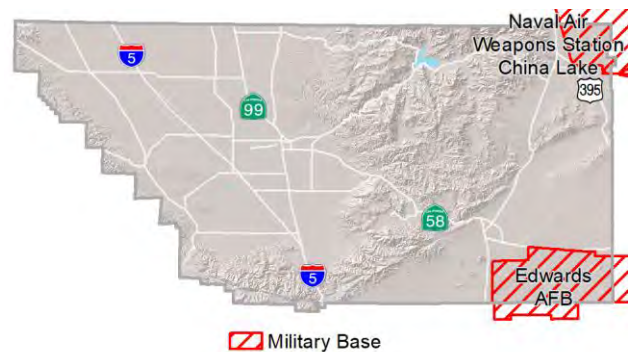 Naval Air
Weapons Station
China Lake
5
395
99
58
Edwards
AFB
5
Military Base